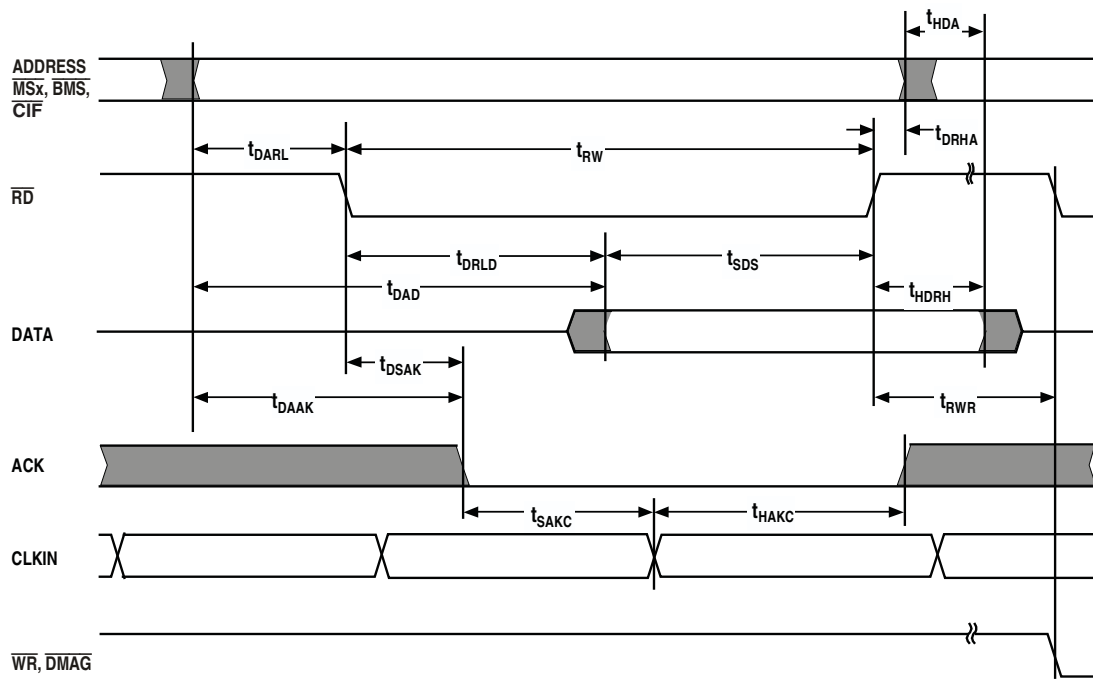 tHDA
ADDRESS
MSx, BMS,
CIF
tDARL
tRW
tDRHA
RD
tDRLD
tSDS
tDAD
tHDRH
DATA
tDSAK
tDAAK
tRWR
ACK
tSAKC
tHAKC
CLKIN
WR, DMAG